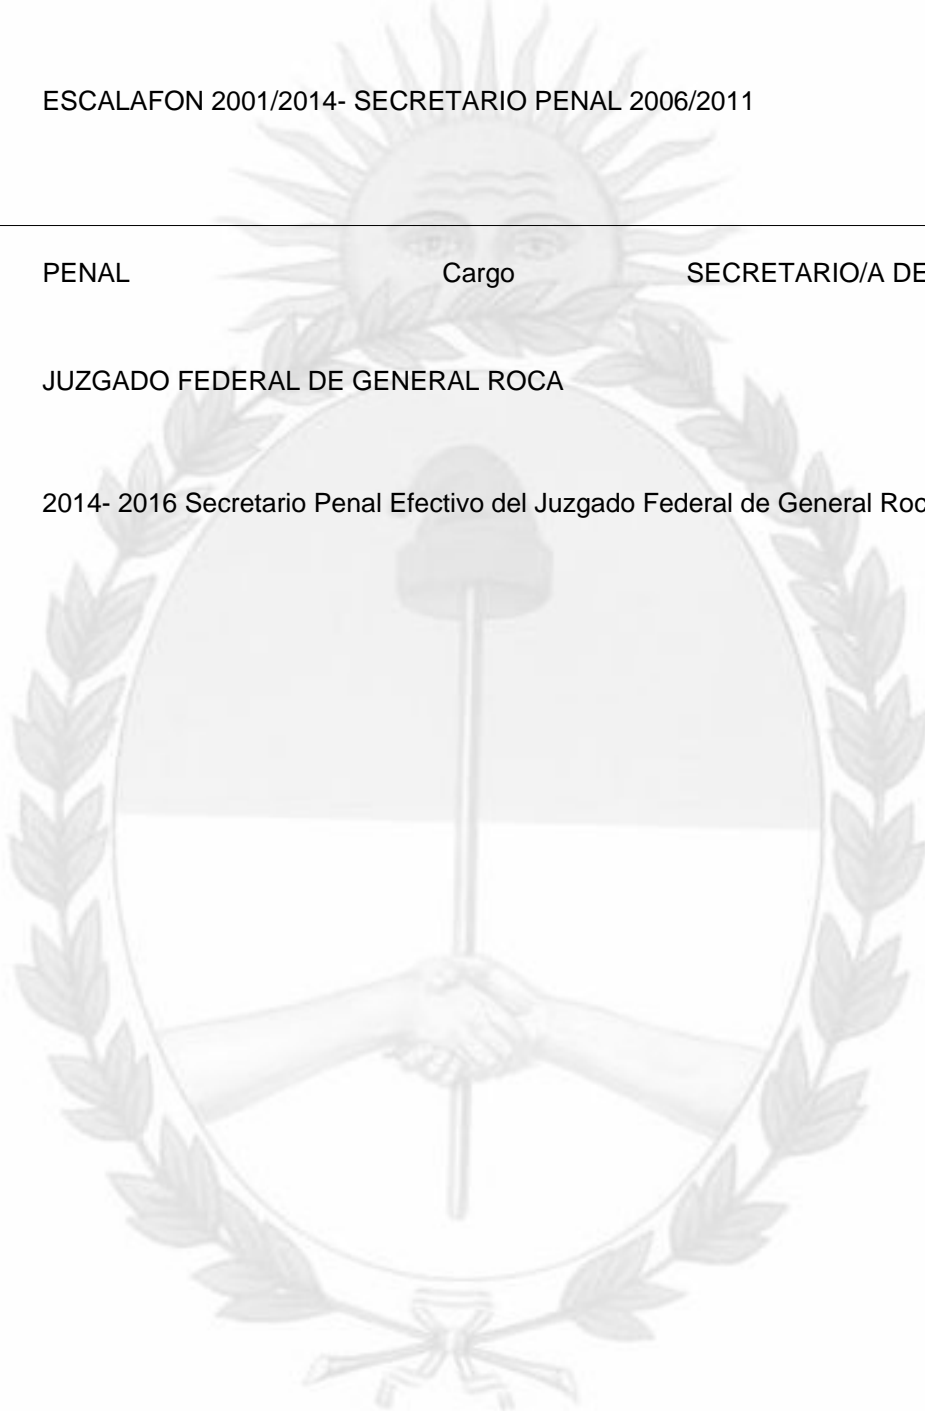 ESCALAFON 2001/2014- SECRETARIO PENAL 2006/2011
PENAL Cargo SECRETARIO/A DE
JUZGADO FEDERAL DE GENERAL ROCA
2014- 2016 Secretario Penal Efectivo del Juzgado Federal de General Roc